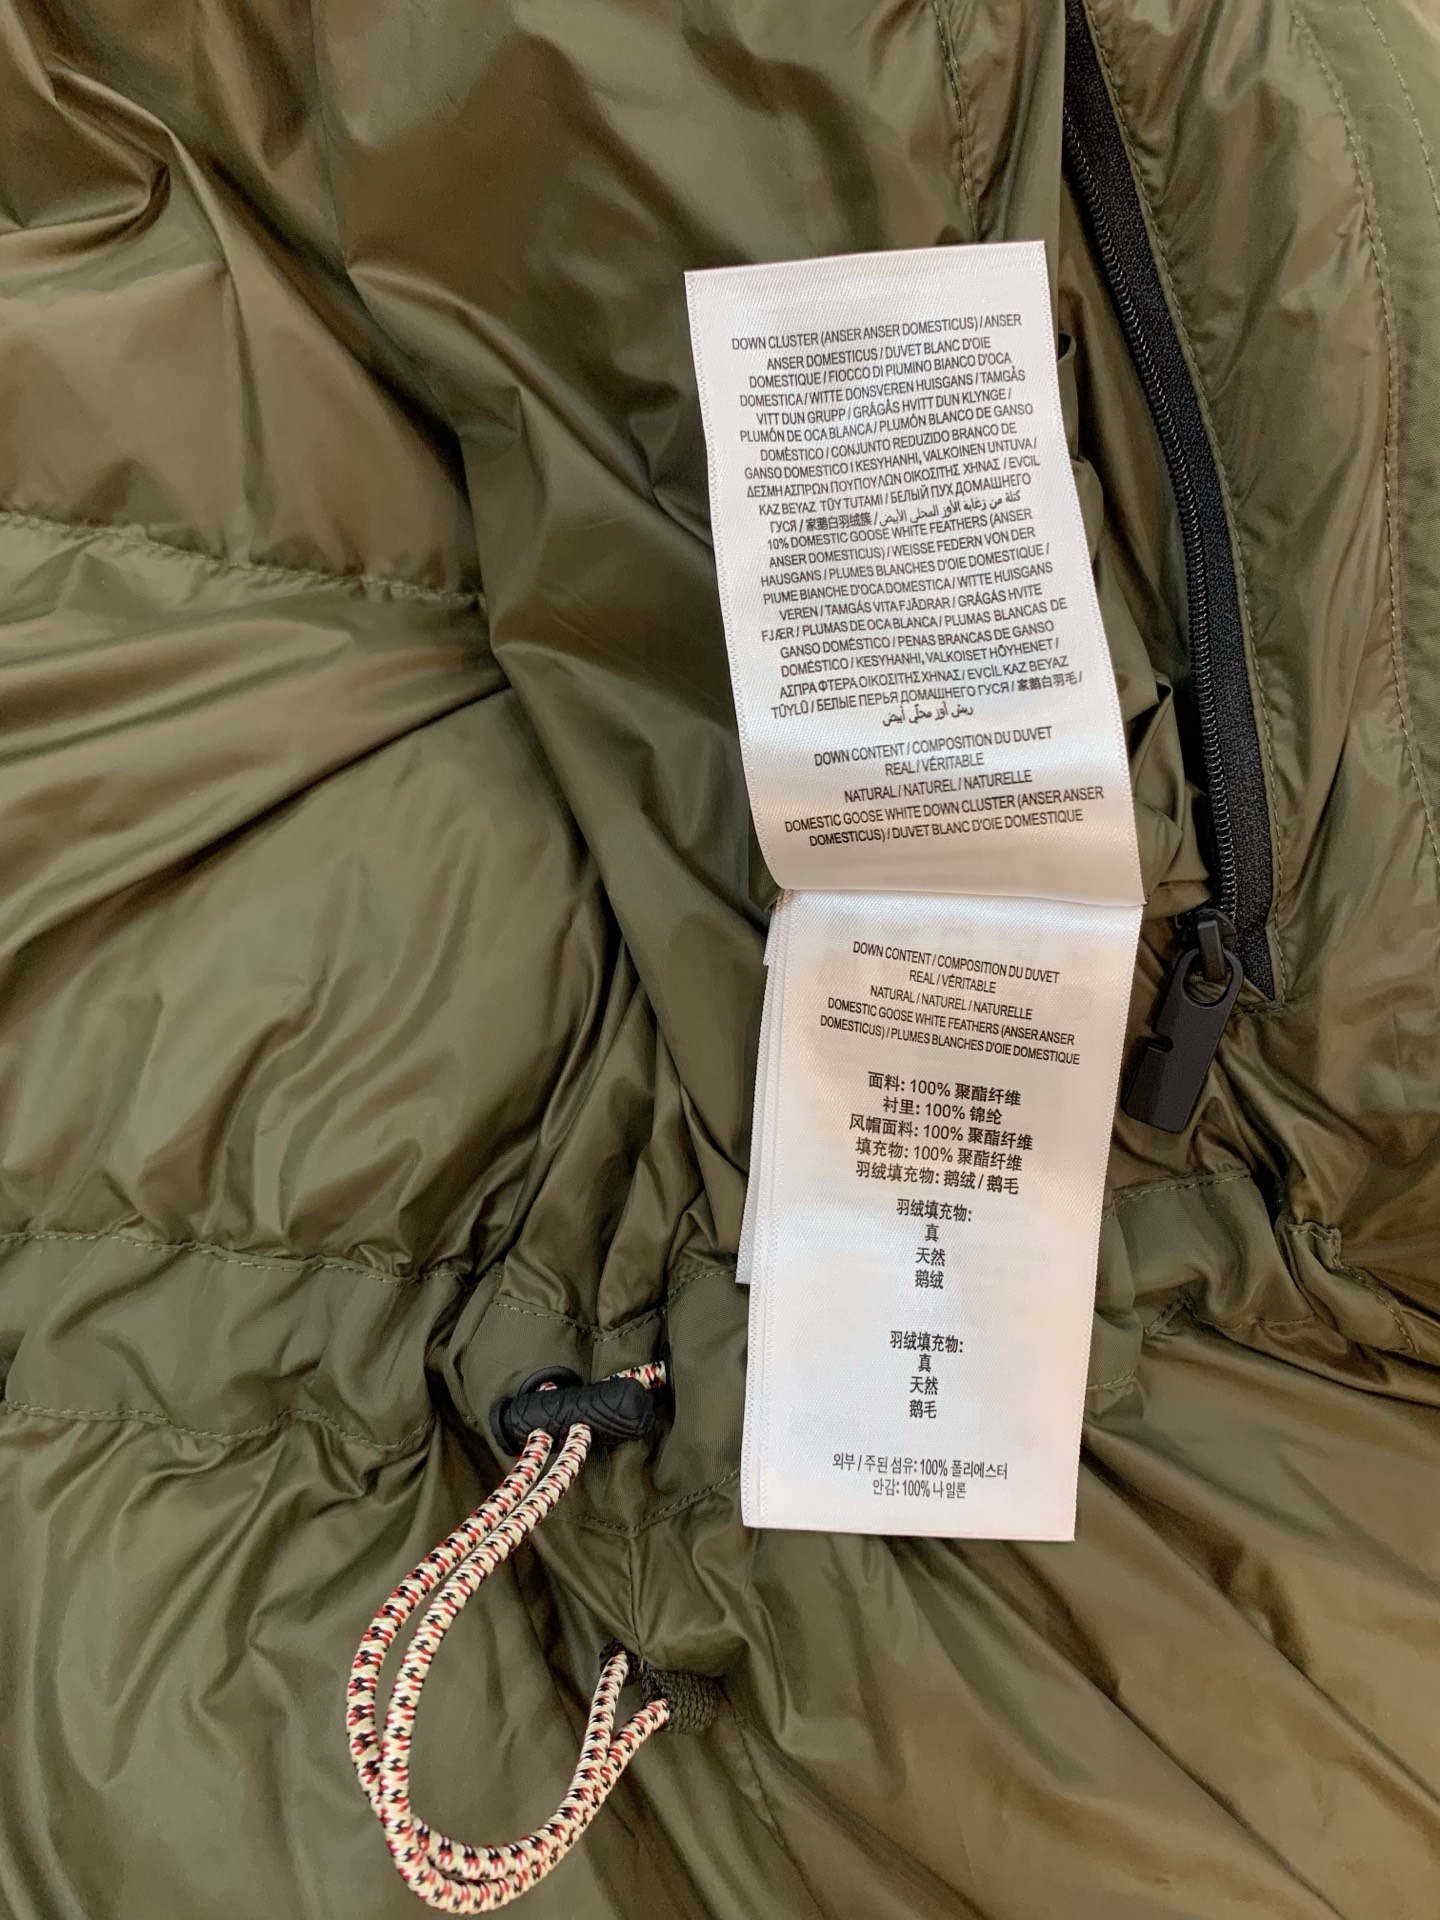 DOWN CLUSTER (ANSER ANSER DOMESTICUS) / ANSER
ANSER DOMESTICUS / DUVET BLANC D'OIE
DOMESTIQUE / FIOCCO DI PIUMINO BIANCO D'OCA
DOMESTICA / WITTE DONSVEREN HUISGANS / TAMGÅS
VITT DUN GRUPP / GRÅGÅS HVITT DUN KLYNGE /
PLUMÓN DE OCA BLANCA / PLUMÓN BLANCO DE GANSO
DOMÉSTICO / CONJUNTO REDUZIDO BRANCO DE
GANSO DOMESTICO I KESYHANHI, VALKOINEN UNTUVA /
ΔΕΣΜΗ ΑΣΠΡΩΝ ΠΟΥΠΟΥΛΩΝ ΟΙΚΟΣΙΤΗΣ ΧΗΝΑΣ / EVCIL
KAZ BEYAZ TÜY TUTAMI / БЕЛЫЙ ПУХ ДОМАШНЕГО
ГУСЯ / 家鹅白羽绒簇 / كتلة من زغابة الأوز المحلي الأبيض
10% DOMESTIC GOOSE WHITE FEATHERS (ANSER
ANSER DOMESTICUS) / WEISSE FEDERN VON DER
HAUSGANS / PLUMES BLANCHES D'OIE DOMESTIQUE /
PIUME BIANCHE D'OCA DOMESTICA / WITTE HUISGANS
VEREN / TAMGÅS VITA FJÄDRAR / GRÅGÅS HVITE
FJÆR / PLUMAS DE OCA BLANCA / PLUMAS BLANCAS DE
GANSO DOMÉSTICO / PENAS BRANCAS DE GANSO
DOMÉSTICO / KESYHANHI, VALKOISET HÖYHENET /
ΑΣΠΡΑ ΦΤΕΡΑ ΟΙΚΟΣΙΤΗΣ ΧΗΝΑΣ / EVCİL KAZ BEYAZ
TÜYLÜ / БЕЛЫЕ ПЕРЬЯ ДОМАШНЕГО ГУСЯ / 家鹅白羽毛 /
ريش أوز محلّي أبيض
DOWN CONTENT / COMPOSITION DU DUVET
REAL / VÉRITABLE
NATURAL / NATUREL / NATURELLE
DOMESTIC GOOSE WHITE DOWN CLUSTER (ANSER ANSER
DOMESTICUS) / DUVET BLANC D'OIE DOMESTIQUE
DOWN CONTENT / COMPOSITION DU DUVET
REAL / VÉRITABLE
NATURAL / NATUREL / NATURELLE
DOMESTIC GOOSE WHITE FEATHERS (ANSER ANSER
DOMESTICUS) / PLUMES BLANCHES D'OIE DOMESTIQUE
面料: 100% 聚酯纤维
衬里: 100% 锦纶
风帽面料: 100% 聚酯纤维
填充物: 100% 聚酯纤维
羽绒填充物: 鹅绒 / 鹅毛
羽绒填充物:
真
天然
鹅绒
羽绒填充物:
真
天然
鹅毛
외부 / 주된 섬유: 100% 폴리에스터
안감: 100% 나일론